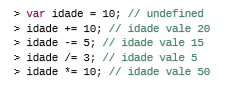 > var idade = 10; // undefined
> idade += 10; // idade vale 20
> idade -= 5; // idade vale 15
> idade /= 3; // idade vale 5
> idade *= 10; // idade vale 50